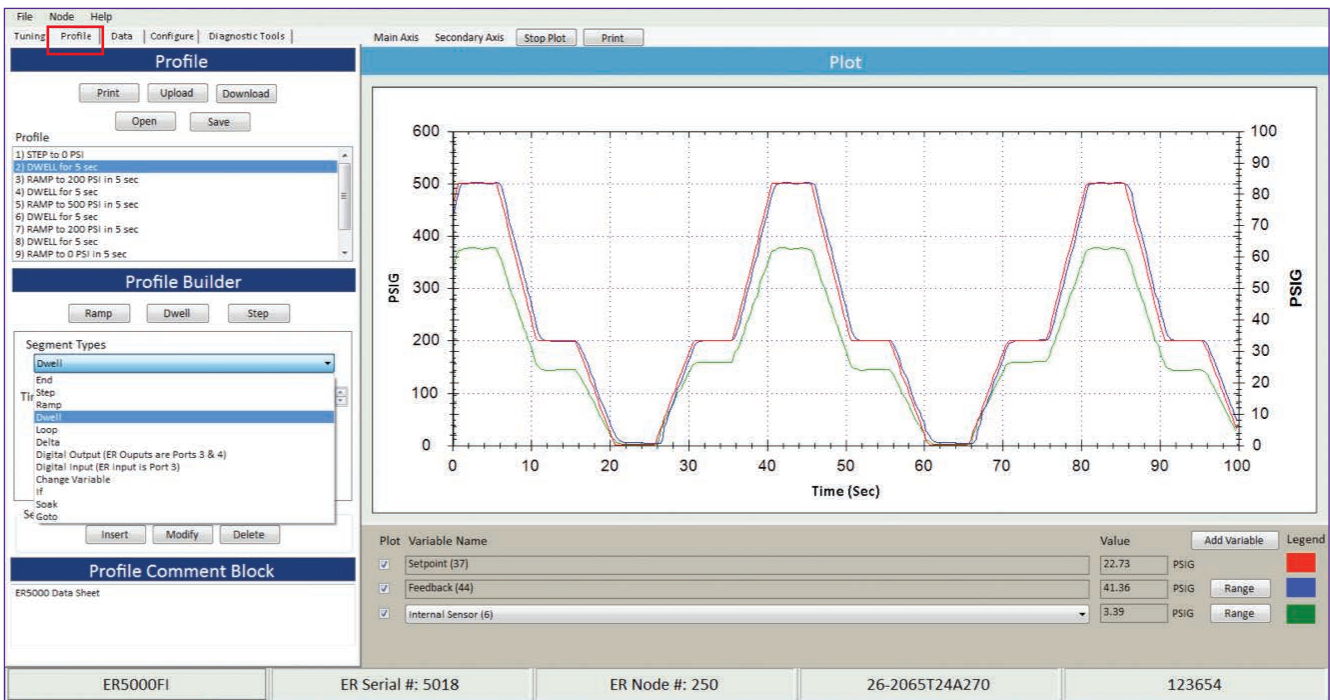 File Node Help
Tuning Profile Data Configure Diagnostic Tools
Main Axis Secondary Axis Stop Plot Print
Profile
Print Upload Download
Open Save
Profile
1) STEP to 0 PSI
2) DWELL for 5 sec
3) RAMP to 200 PSI in 5 sec
4) DWELL for 5 sec
5) RAMP to 500 PSI in 5 sec
6) DWELL for 5 sec
7) RAMP to 200 PSI in 5 sec
8) DWELL for 5 sec
9) RAMP to 0 PSI in 5 sec
Profile Builder
Ramp Dwell Step
Segment Types
Dwell
End
Step
Ramp
Dwell
Loop
Delta
Digital Output (ER Ouputs are Ports 3 & 4)
Digital Input (ER input is Port 3)
Change Variable
If
Soak
Goto
Insert Modify Delete
Profile Comment Block
ER5000 Data Sheet
Plot
600
500
400
300
200
100
0
PSIG
100
90
80
70
60
50
40
30
20
10
0
PSIG
0 10 20 30 40 50 60 70 80 90 100
Time (Sec)
Plot Variable Name Value Add Variable Legend
Setpoint (37) 22.73 PSIG
Feedback (44) 41.36 PSIG Range
Internal Sensor (6) 3.39 PSIG Range
ER5000FI ER Serial #: 5018 ER Node #: 250 26-2065T24A270 123654